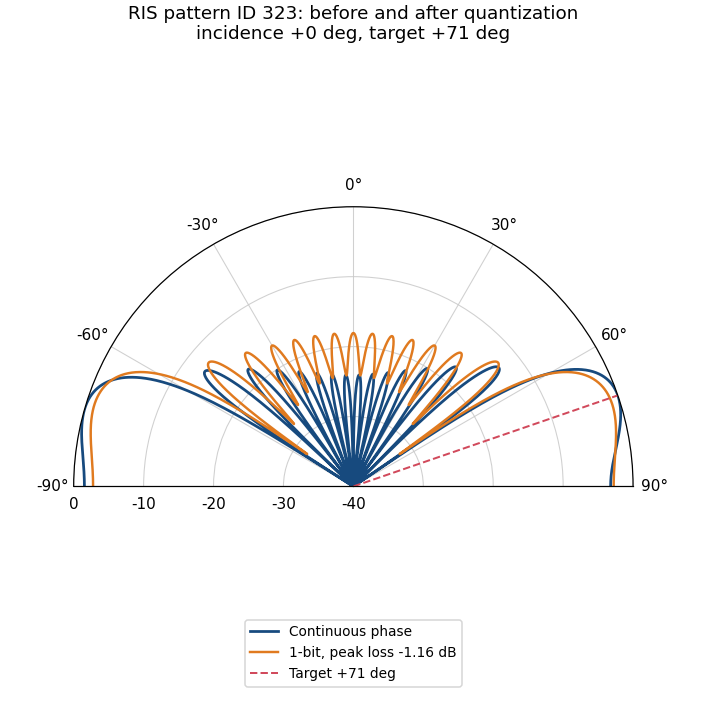 RIS pattern ID 323: before and after quantization
incidence +0 deg, target +71 deg
0°
-30°
30°
-60°
60°
-90°
90°
0
-10
-20
-30
-40
Continuous phase
1-bit, peak loss -1.16 dB
Target +71 deg